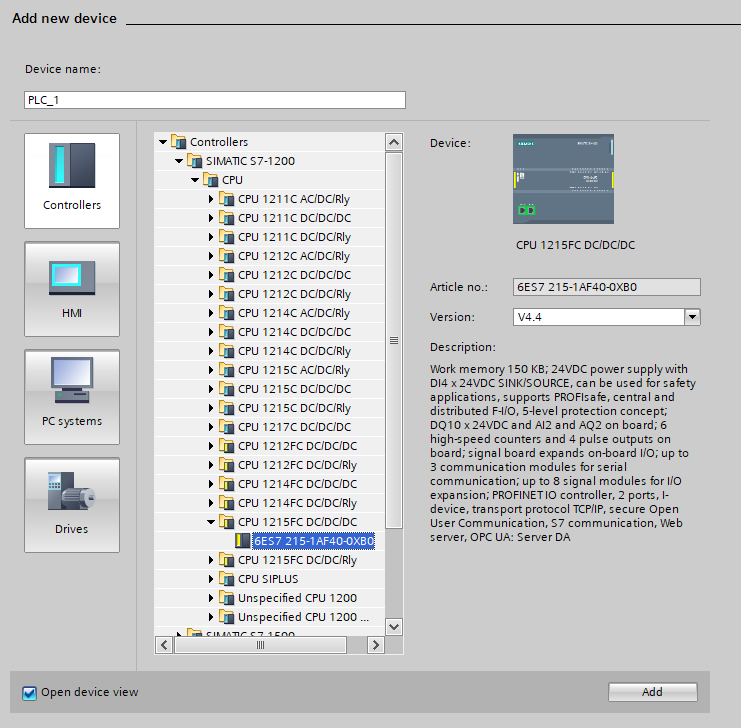 Add new device
Device name:
PLC_1
Controllers
HMI
PC systems
Drives
Controllers
SIMATIC S7-1200
CPU
CPU 1211C AC/DC/Rly
CPU 1211C DC/DC/DC
CPU 1211C DC/DC/Rly
CPU 1212C AC/DC/Rly
CPU 1212C DC/DC/DC
CPU 1212C DC/DC/Rly
CPU 1214C AC/DC/Rly
CPU 1214C DC/DC/DC
CPU 1214C DC/DC/Rly
CPU 1215C AC/DC/Rly
CPU 1215C DC/DC/DC
CPU 1215C DC/DC/Rly
CPU 1217C DC/DC/DC
CPU 1212FC DC/DC/DC
CPU 1212FC DC/DC/Rly
CPU 1214FC DC/DC/DC
CPU 1214FC DC/DC/Rly
CPU 1215FC DC/DC/DC
6ES7 215-1AF40-0XB0
CPU 1215FC DC/DC/Rly
CPU SIPLUS
Unspecified CPU 1200
Unspecified CPU 1200 ...
SIMATIC S7-1500
Device:
CPU 1215FC DC/DC/DC
Article no.:
6ES7 215-1AF40-0XB0
Version:
V4.4
Description:
Work memory 150 KB; 24VDC power supply with
DI4 x 24VDC SINK/SOURCE, can be used for safety
applications, supports PROFIsafe, central and
distributed F-I/O, 5-level protection concept;
DQ10 x 24VDC and AI2 and AQ2 on board; 6
high-speed counters and 4 pulse outputs on
board; signal board expands on-board I/O; up to
3 communication modules for serial
communication; up to 8 signal modules for I/O
expansion; PROFINET IO controller, 2 ports, I-
device, transport protocol TCP/IP, secure Open
User Communication, S7 communication, Web
server, OPC UA: Server DA
Open device view
Add